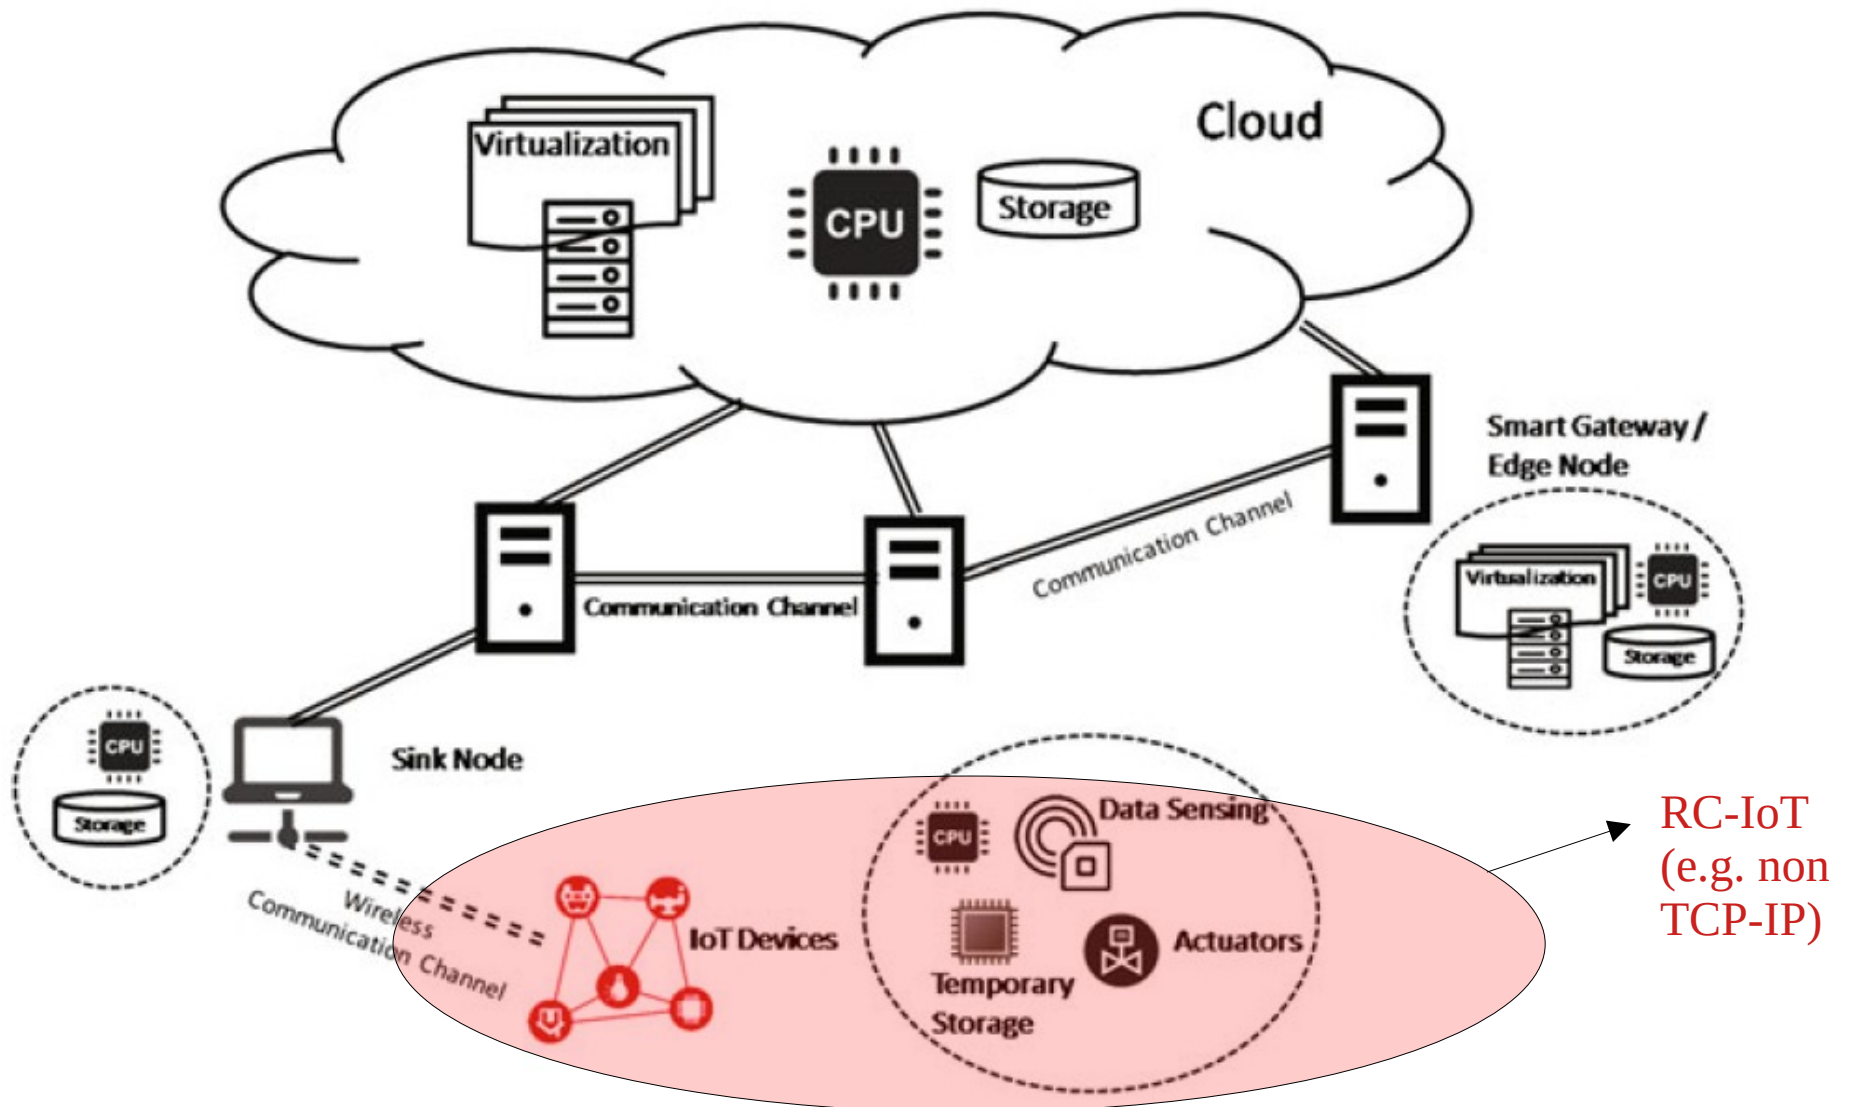 Cloud
Virtualization
CPU
Storage
Smart Gateway /
Edge Node
Communication Channel
Communication Channel
Virtualization
CPU
Storage
CPU
Storage
Sink Node
Wireless
Communication Channel
IoT Devices
CPU
Data Sensing
Temporary
Storage
Actuators
RC-IoT
(e.g. non
TCP-IP)